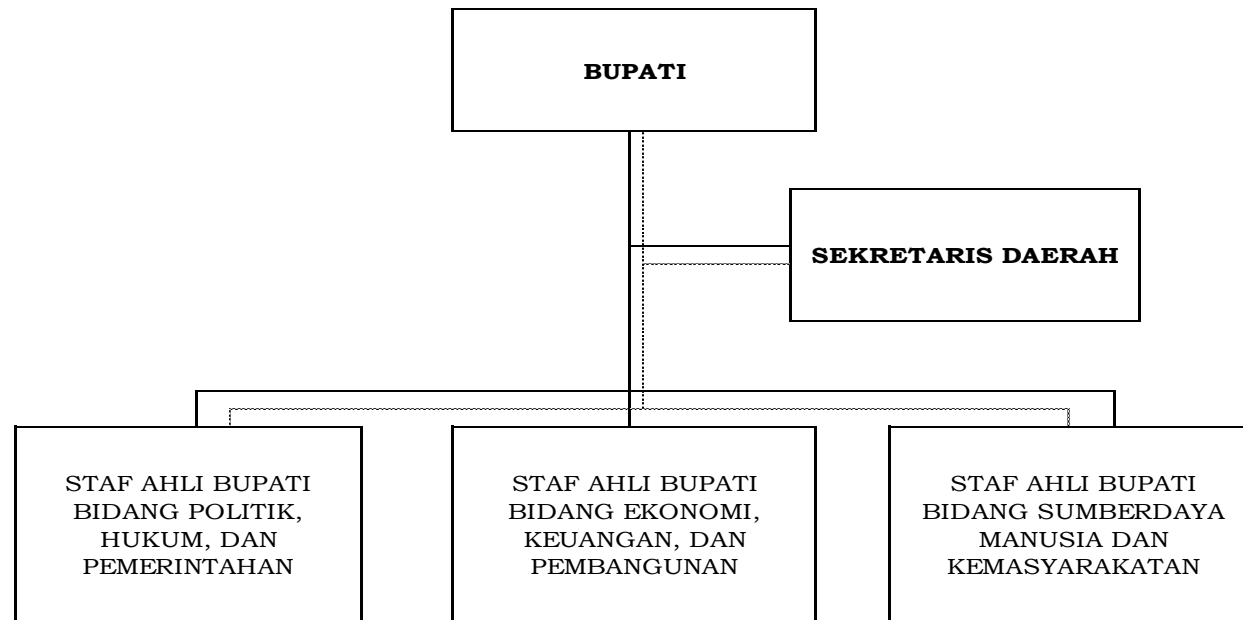 BUPATI
SEKRETARIS DAERAH
STAF AHLI BUPATI
BIDANG POLITIK,
HUKUM, DAN
PEMERINTAHAN
STAF AHLI BUPATI
BIDANG EKONOMI,
KEUANGAN, DAN
PEMBANGUNAN
STAF AHLI BUPATI
BIDANG SUMBERDAYA
MANUSIA DAN
KEMASYARAKATAN